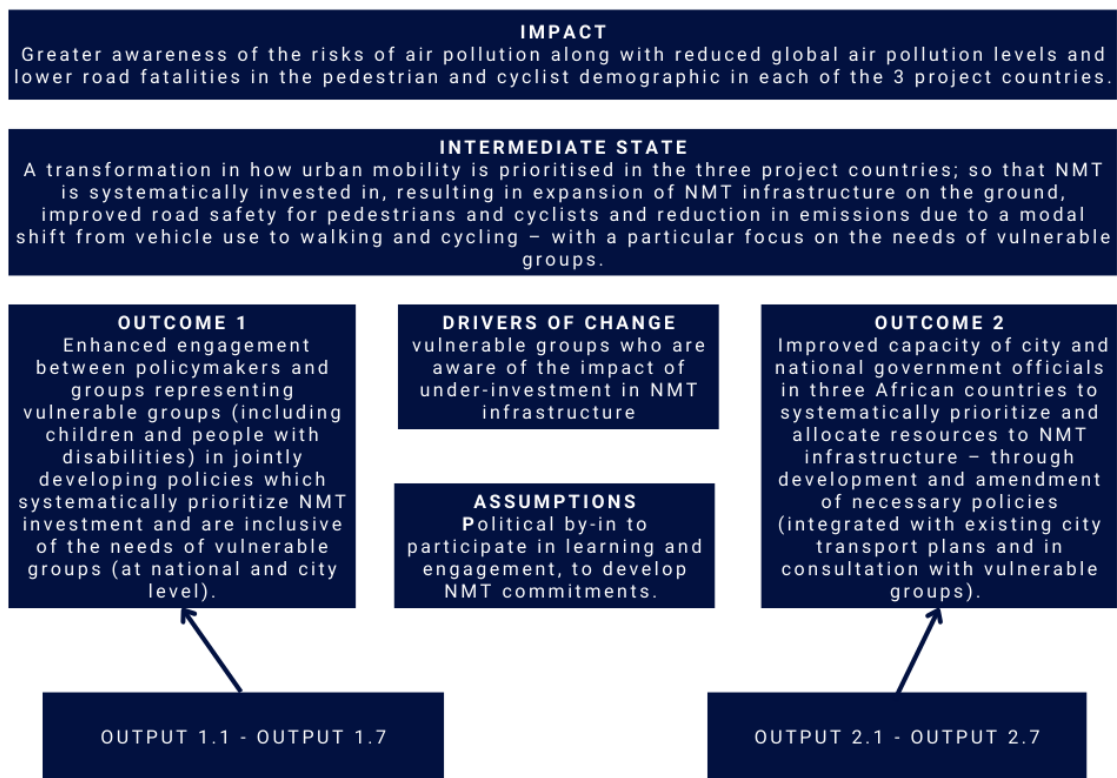 IMPACT
Greater awareness of the risks of air pollution along with reduced global air pollution levels and
lower road fatalities in the pedestrian and cyclist demographic in each of the 3 project countries.
INTERMEDIATE STATE
A transformation in how urban mobility is prioritised in the three project countries; so that NMT
is systematically invested in, resulting in expansion of NMT infrastructure on the ground,
improved road safety for pedestrians and cyclists and reduction in emissions due to a modal
shift from vehicle use to walking and cycling – with a particular focus on the needs of vulnerable
groups.
OUTCOME 1
Enhanced engagement
between policymakers and
groups representing
vulnerable groups (including
children and people with
disabilities) in jointly
developing policies which
systematically prioritize NMT
investment and are inclusive
of the needs of vulnerable
groups (at national and city
level).
DRIVERS OF CHANGE
vulnerable groups who are
aware of the impact of
under-investment in NMT
infrastructure
ASSUMPTIONS
Political by-in to
participate in learning and
engagement, to develop
NMT commitments.
OUTCOME 2
Improved capacity of city and
national government officials
in three African countries to
systematically prioritize and
allocate resources to NMT
infrastructure – through
development and amendment
of necessary policies
(integrated with existing city
transport plans and in
consultation with vulnerable
groups).
OUTPUT 1.1 - OUTPUT 1.7
OUTPUT 2.1 - OUTPUT 2.7